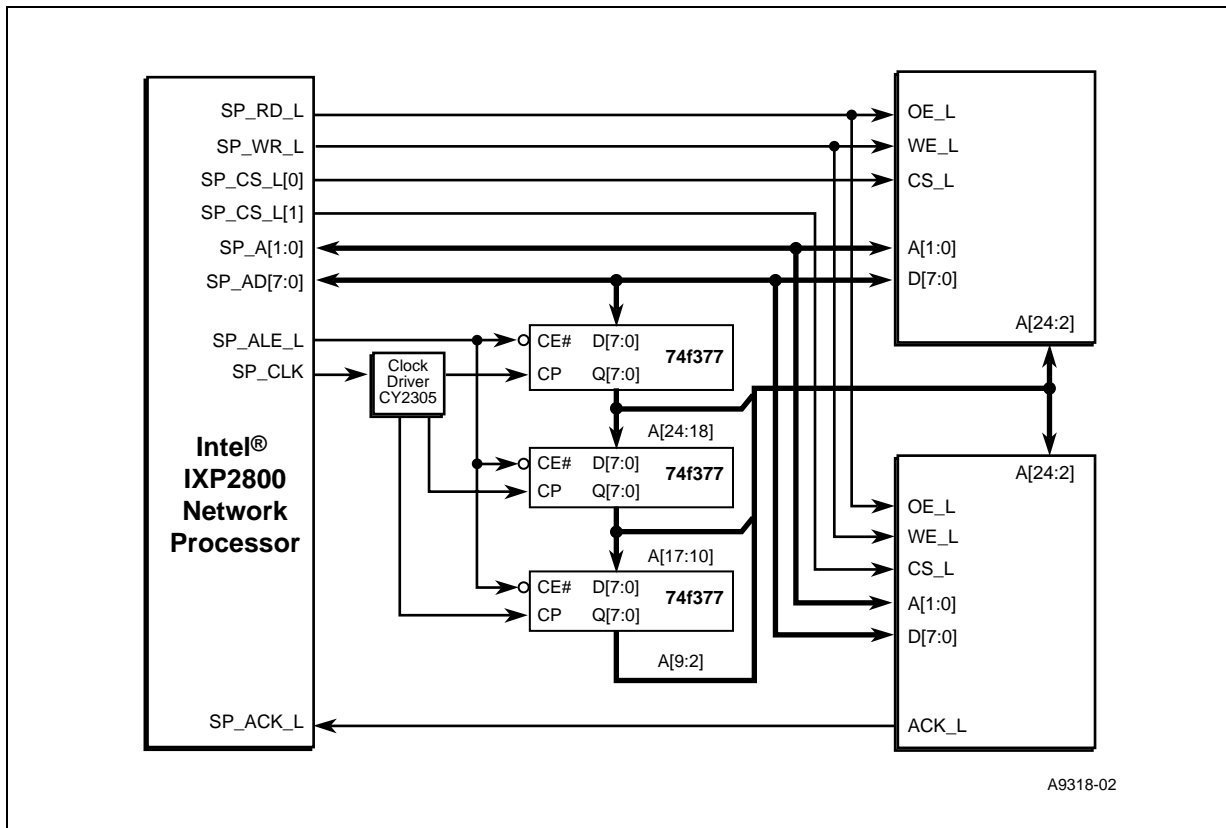 SP_RD_L
SP_WR_L
SP_CS_L[0]
SP_CS_L[1]
SP_A[1:0]
SP_AD[7:0]
SP_ALE_L
SP_CLK
Intel®
IXP2800
Network
Processor
SP_ACK_L
Clock
Driver
CY2305
CE# D[7:0]
74f377
CP Q[7:0]
A[24:18]
CE# D[7:0]
74f377
CP Q[7:0]
A[17:10]
CE# D[7:0]
74f377
CP Q[7:0]
A[9:2]
OE_L
WE_L
CS_L
A[1:0]
D[7:0]
A[24:2]
A[24:2]
OE_L
WE_L
CS_L
A[1:0]
D[7:0]
ACK_L
A9318-02